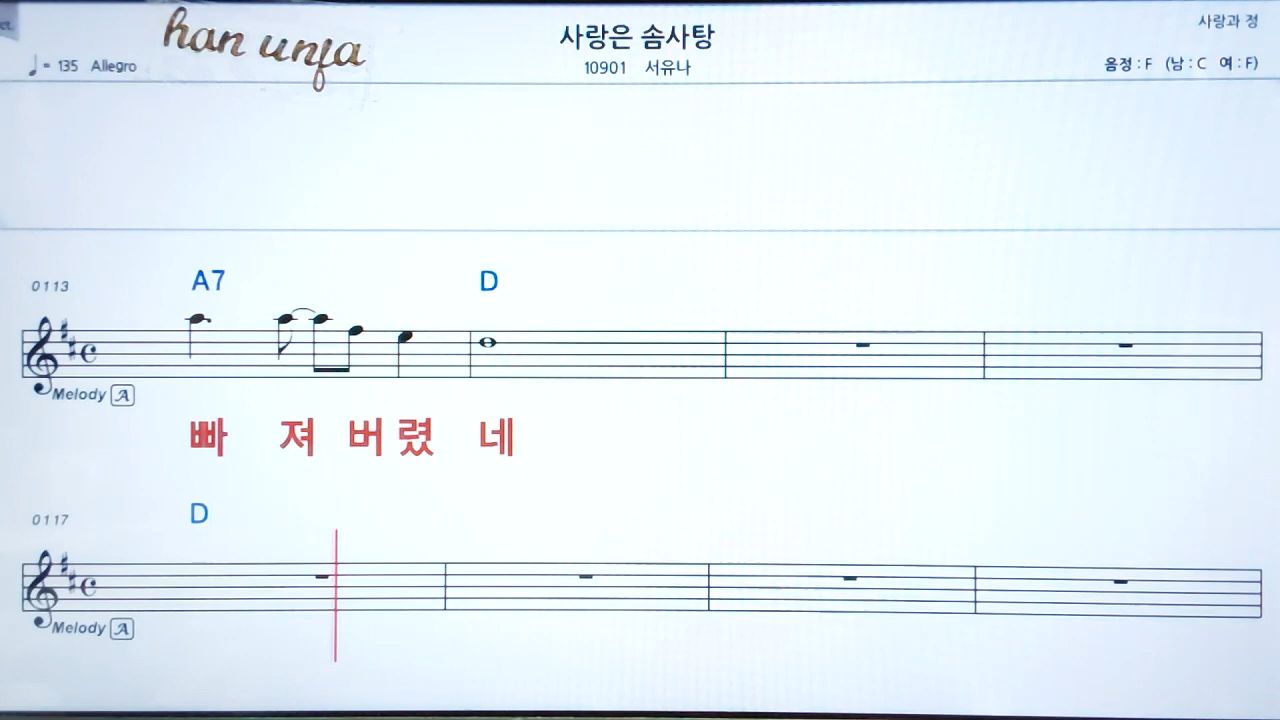 han unfa
사랑은 솜사탕
사랑과 정
♩= 135 Allegro
10901 서유나
음정 : F (남 : C 여 : F)
0113
A7 D
Melody A
빠 져 버 렸 네
0117
D
Melody A